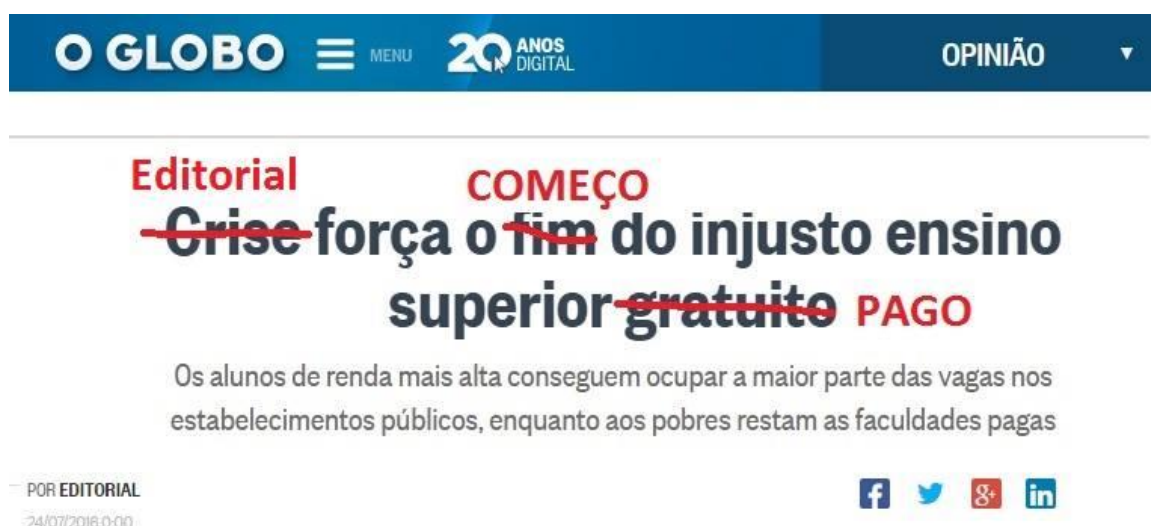 O GLOBO MENU 20 ANOS DIGITAL OPINIÃO
Editorial COMEÇO
Crise força o fim do injusto ensino
superior gratuito PAGO
Os alunos de renda mais alta conseguem ocupar a maior parte das vagas nos
estabelecimentos públicos, enquanto aos pobres restam as faculdades pagas
POR EDITORIAL
24/07/2016 0:00